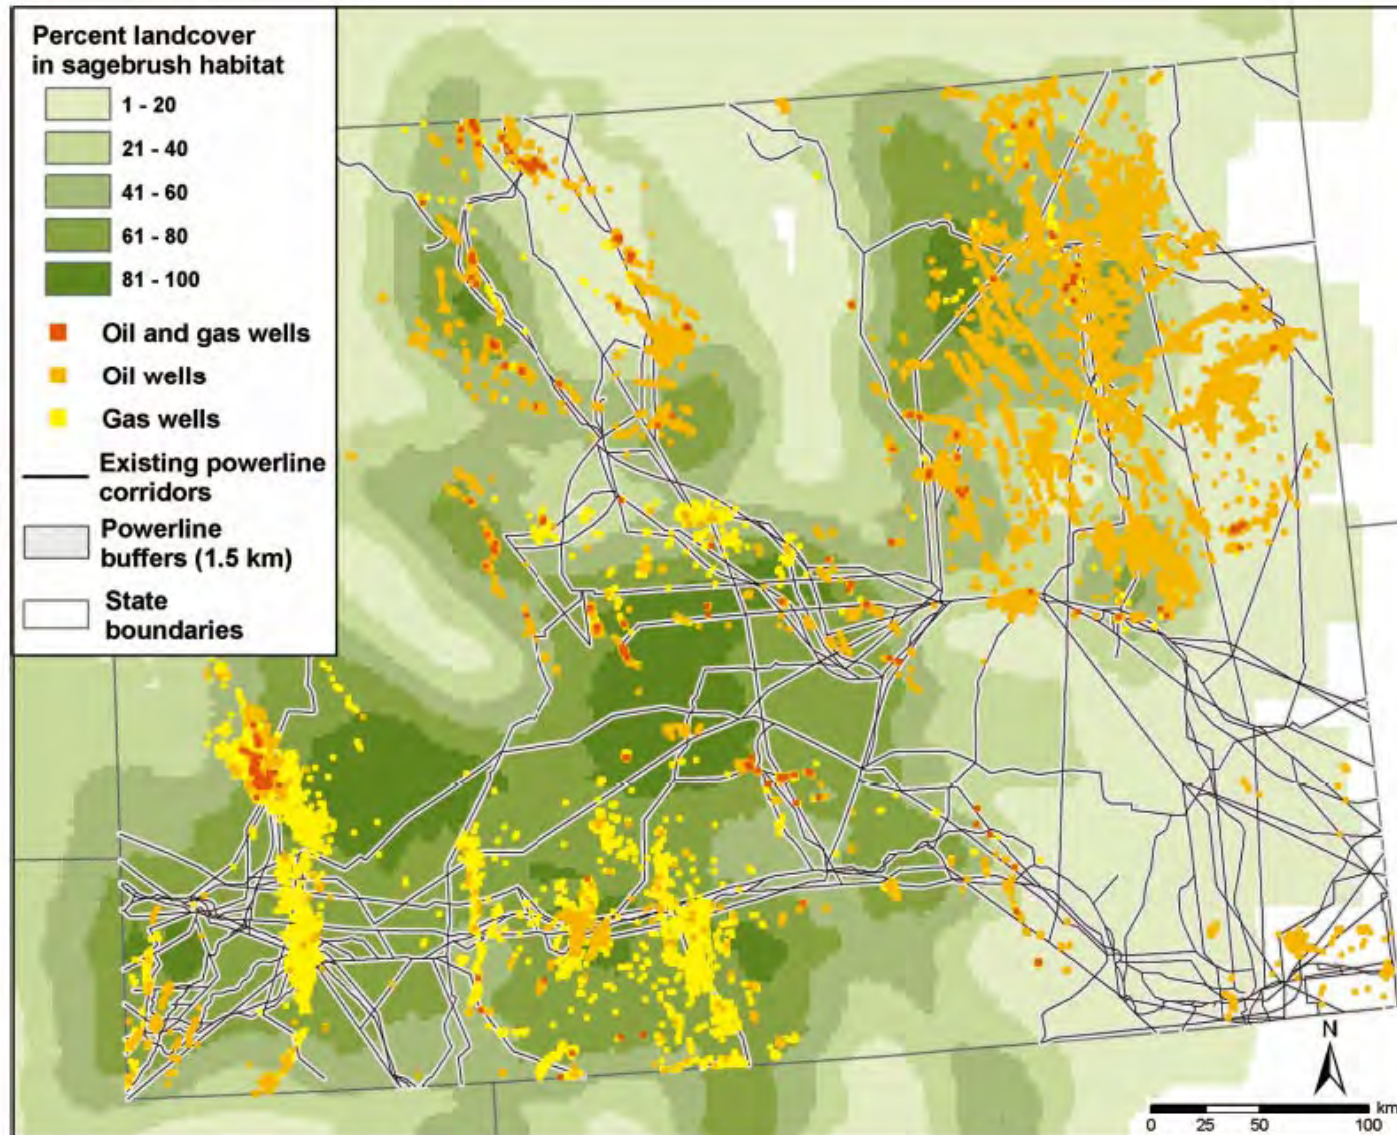 Percent landcover
in sagebrush habitat
1 - 20
21 - 40
41 - 60
61 - 80
81 - 100
Oil and gas wells
Oil wells
Gas wells
Existing powerline
corridors
Powerline
buffers (1.5 km)
State
boundaries
N
km
0 25 50 100